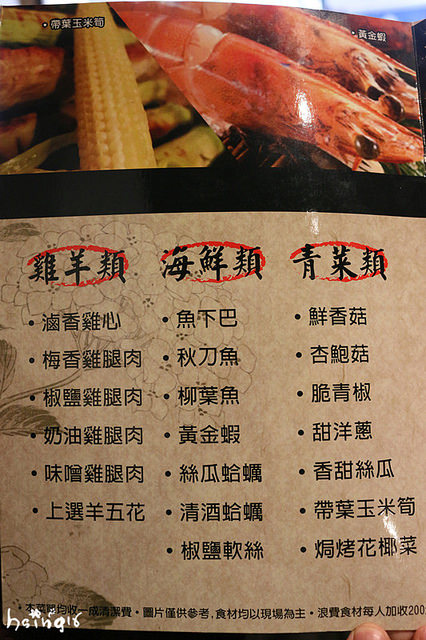 ・帶葉玉米筍
・黃金蝦
雞羊類
・滷香雞心
・梅香雞腿肉
・椒鹽雞腿肉
・奶油雞腿肉
・味噌雞腿肉
・上選羊五花
海鮮類
・魚下巴
・秋刀魚
・柳葉魚
・黃金蝦
・絲瓜蛤蠣
・清酒蛤蠣
・椒鹽軟絲
青菜類
・鮮香菇
・杏鮑菇
・脆青椒
・甜洋蔥
・香甜絲瓜
・帶葉玉米筍
・焗烤花椰菜
均收一成清潔費・圖片僅供參考,食材均以現場為主・浪費食材每人加收200
hsing16